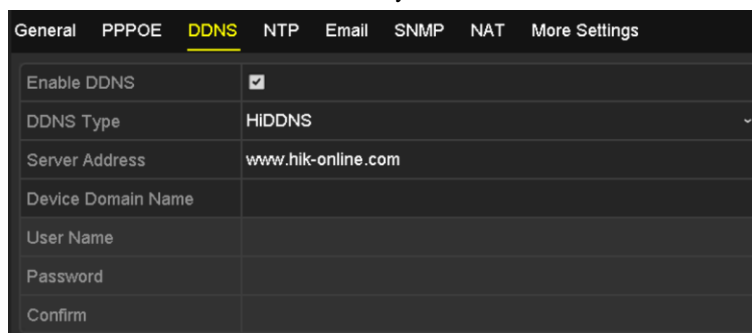 General PPPOE DDNS NTP Email SNMP NAT More Settings
Enable DDNS
DDNS Type HiDDNS
Server Address www.hik-online.com
Device Domain Name
User Name
Password
Confirm